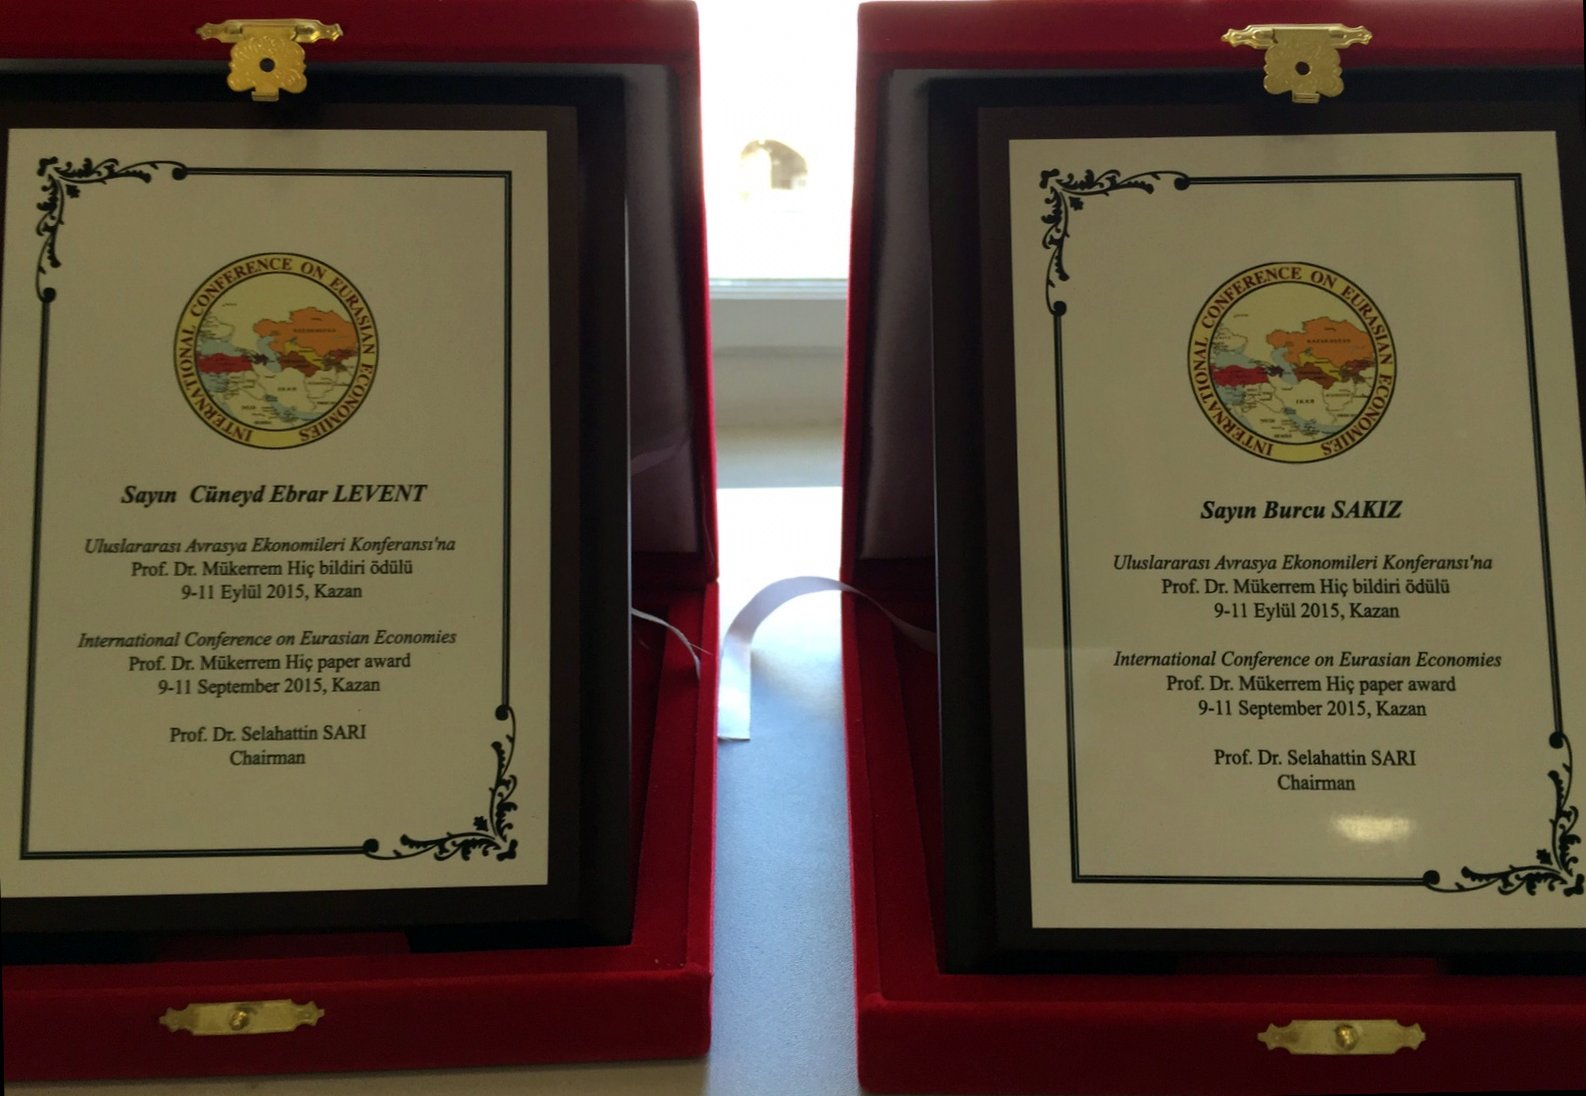 INTERNATIONAL CONFERENCE ON EURASIAN ECONOMIES
Sayın Cüneyd Ebrar LEVENT
Uluslararası Avrasya Ekonomileri Konferansı'na
Prof. Dr. Mükerrem Hiç bildiri ödülü
9-11 Eylül 2015, Kazan
International Conference on Eurasian Economies
Prof. Dr. Mükerrem Hiç paper award
9-11 September 2015, Kazan
Prof. Dr. Selahattin SARI
Chairman
INTERNATIONAL CONFERENCE ON EURASIAN ECONOMIES
KAZAKISTAN
IRAN
Sayın Burcu SAKIZ
Uluslararası Avrasya Ekonomileri Konferansı'na
Prof. Dr. Mükerrem Hiç bildiri ödülü
9-11 Eylül 2015, Kazan
International Conference on Eurasian Economies
Prof. Dr. Mükerrem Hiç paper award
9-11 September 2015, Kazan
Prof. Dr. Selahattin SARI
Chairman